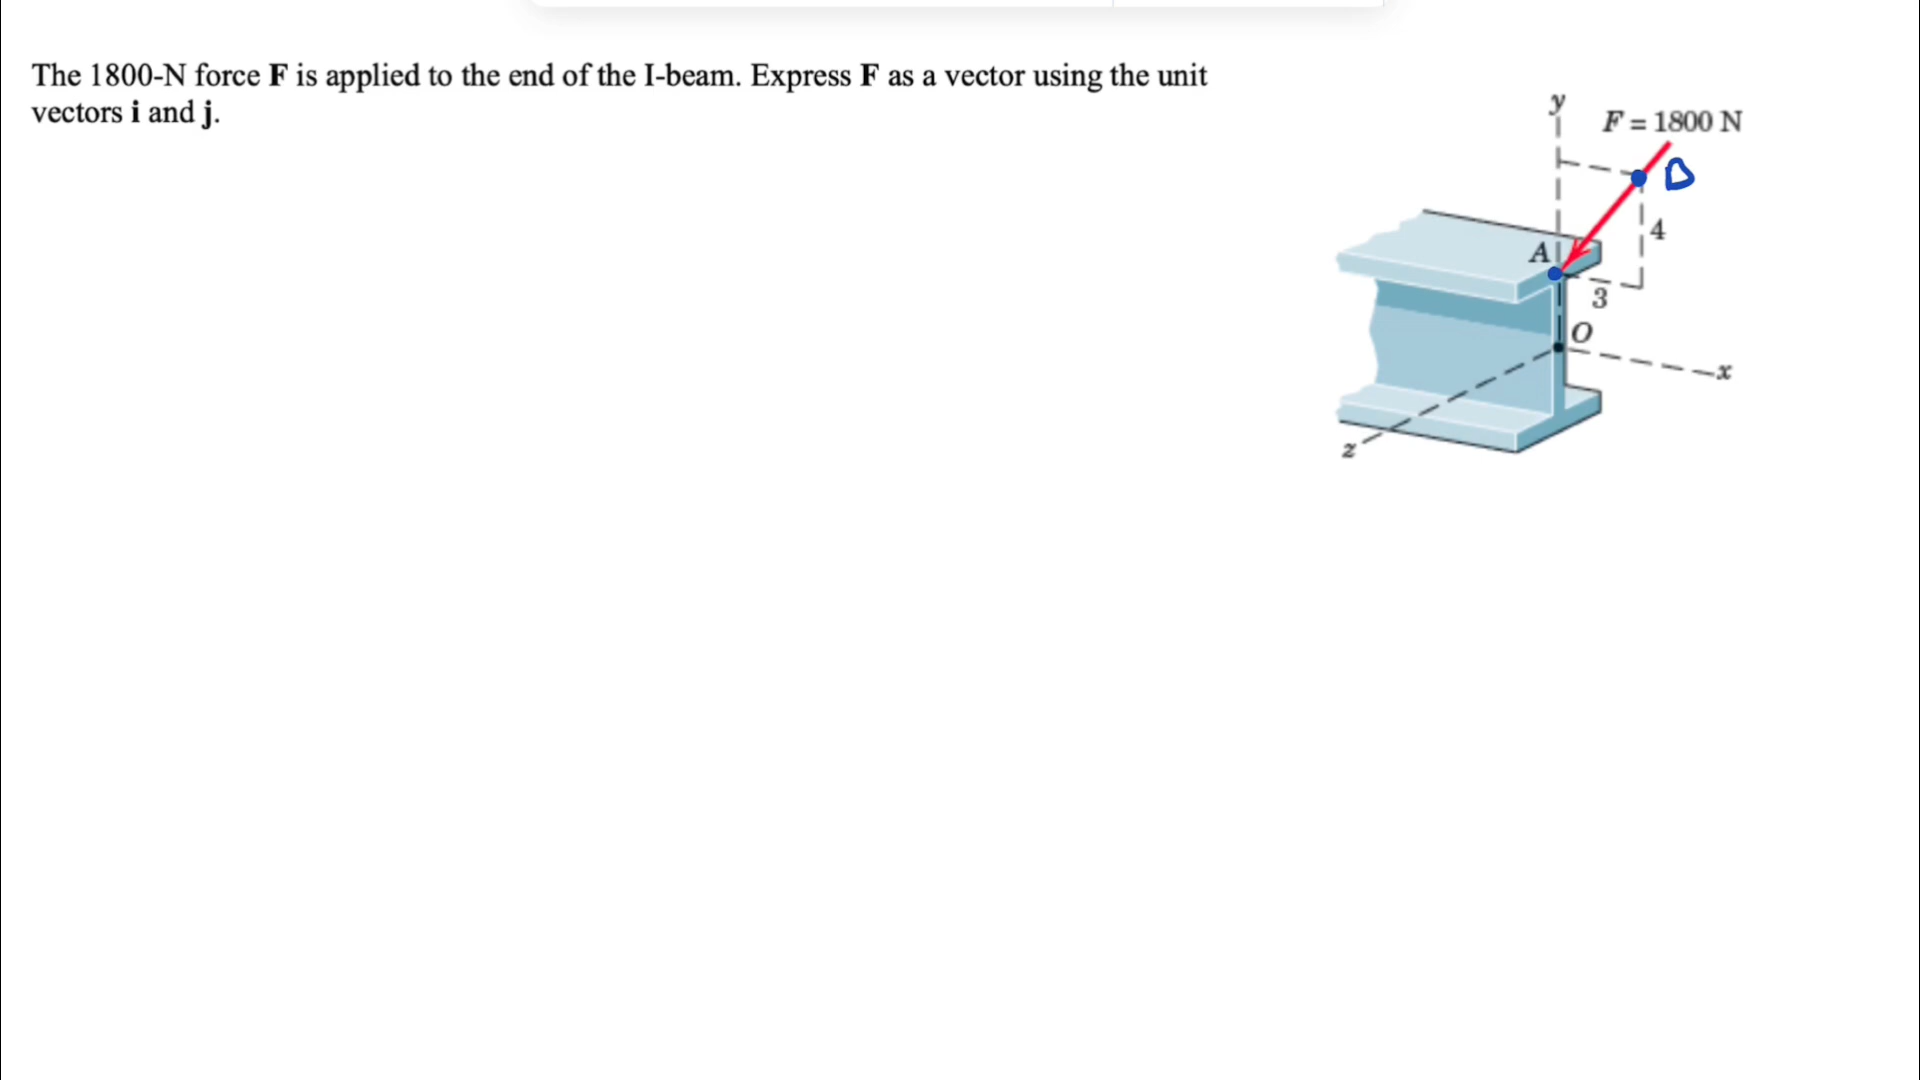 The 1800-N force F is applied to the end of the I-beam. Express F as a vector using the unit
vectors i and j.
y
F = 1800 N
D
4
A
3
O
x
z